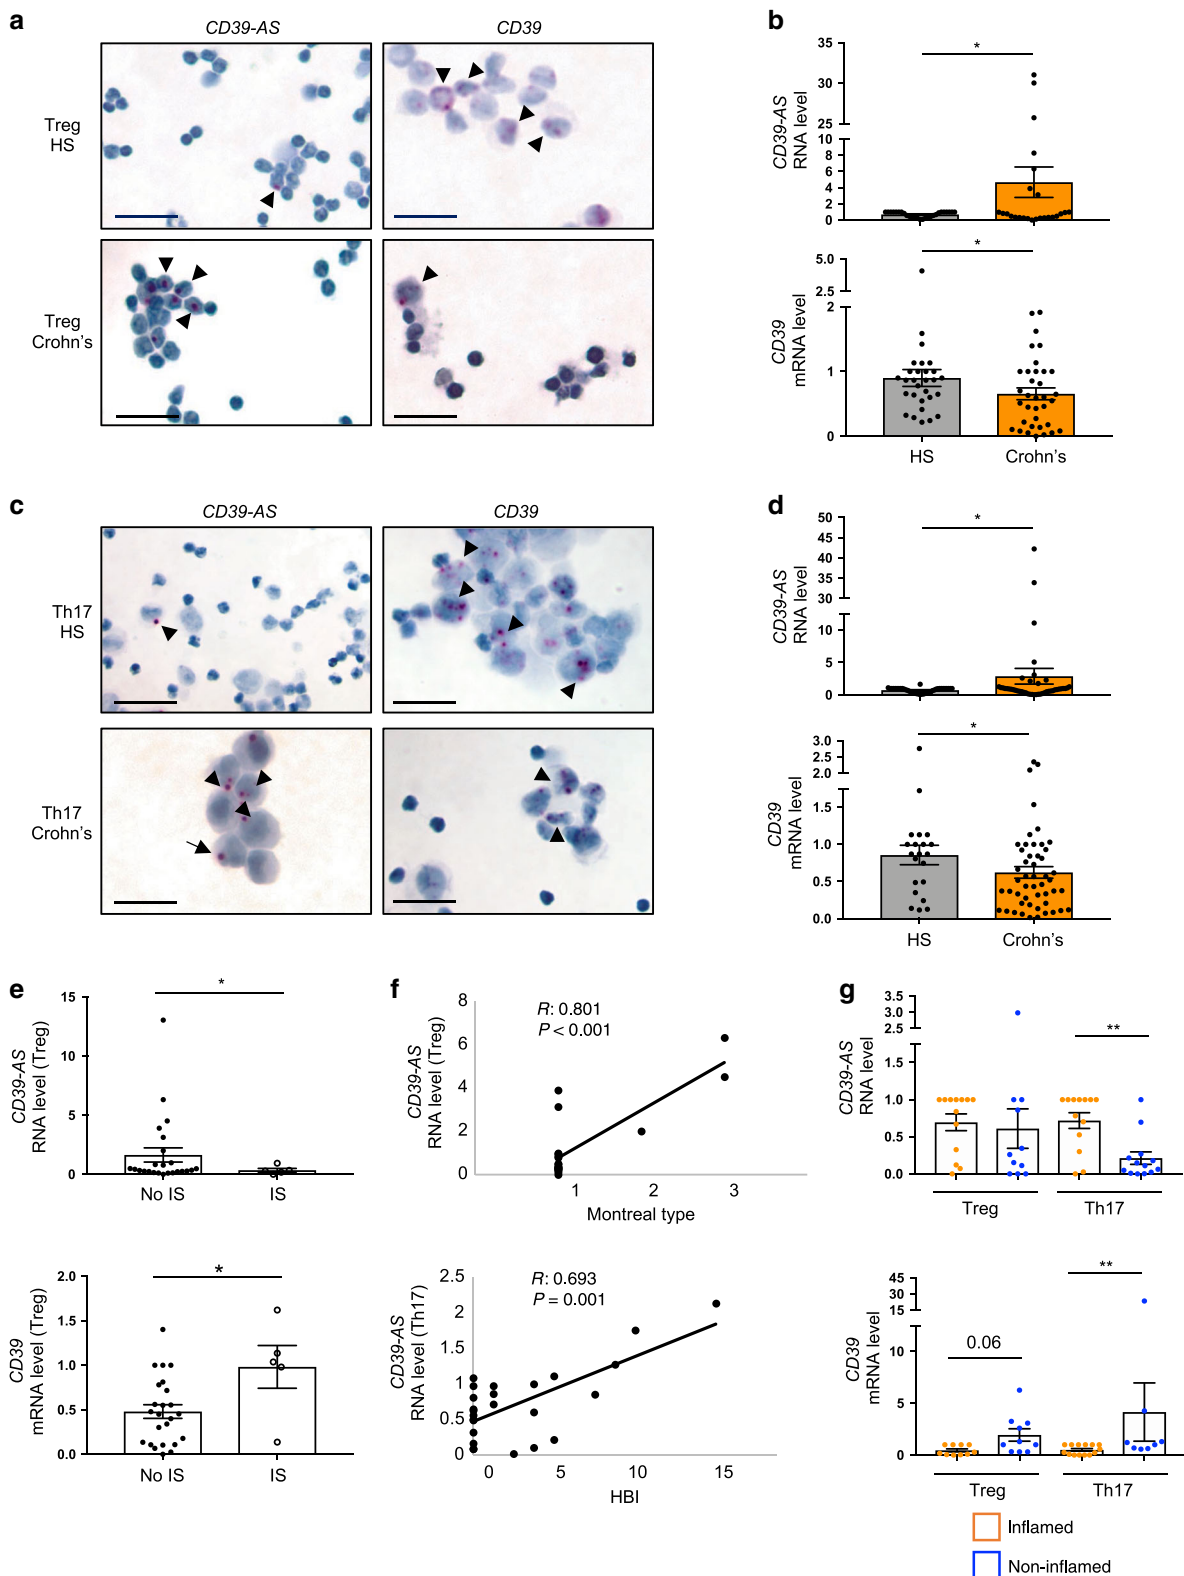 a
CD39-AS
CD39
Treg
HS
Treg
Crohn's
b
*
35
30
25
10
8
6
4
2
0
CD39-AS
RNA level
*
5.0
2.5
2
1
0
CD39
mRNA level
HS
Crohn's
c
CD39-AS
CD39
Th17
HS
Th17
Crohn's
d
*
50
45
40
35
30
10
5
0
CD39-AS
RNA level
*
3.0
2.5
2.0
1.5
1.0
0.5
0.0
CD39
mRNA level
HS
Crohn's
e
*
15
10
5
0
CD39-AS
RNA level (Treg)
No IS
IS
*
2.0
1.5
1.0
0.5
0.0
CD39
mRNA level (Treg)
No IS
IS
f
R: 0.801
P < 0.001
8
6
4
2
0
CD39-AS
RNA level (Treg)
1
2
3
Montreal type
R: 0.693
P = 0.001
2.5
2
1.5
1
0.5
0
CD39-AS
RNA level (Th17)
0
5
10
15
HBI
g
**
3.5
3.0
2.5
1.0
0.5
0.0
CD39-AS
RNA level
Treg
Th17
**
0.06
45
30
15
10
5
0
CD39
mRNA level
Treg
Th17
Inflamed
Non-inflamed